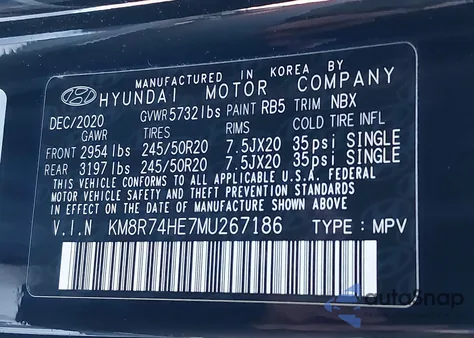 MANUFACTURED IN KOREA BY
HYUNDAI MOTOR COMPANY
DEC/2020 GVWR 5732 lbs PAINT RB5 TRIM NBX
GAWR TIRES RIMS COLD TIRE INFL
FRONT 2954 lbs 245/50R20 7.5JX20 35psi SINGLE
REAR 3197 lbs 245/50R20 7.5JX20 35psi SINGLE
THIS VEHICLE CONFORMS TO ALL APPLICABLE U.S.A. FEDERAL
MOTOR VEHICLE SAFETY AND THEFT PREVENTION STANDARDS
IN EFFECT ON THE DATE OF MANUFACTURE SHOWN ABOVE.
V.I.N KM8R74HE7MU267186 TYPE : MPV
autoSnap